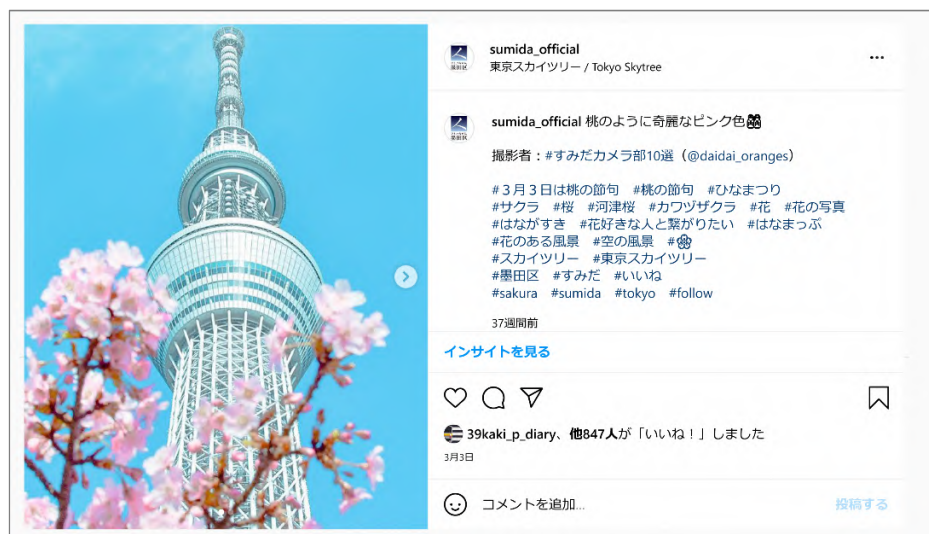 sumida_official
東京スカイツリー / Tokyo Skytree
sumida_official 桃のように奇麗なピンク色🎎
撮影者：#すみだカメラ部10選（@daidai_oranges）
#３月３日は桃の節句 #桃の節句 #ひなまつり
#サクラ #桜 #河津桜 #カワヅザクラ #花 #花の写真
#はながすき #花好きな人と繋がりたい #はなまっぷ
#花のある風景 #空の風景 #🌸
#スカイツリー #東京スカイツリー
#墨田区 #すみだ #いいね
#sakura #sumida #tokyo #follow
37週間前
インサイトを見る
39kaki_p_diary、他847人が「いいね！」しました
3月3日
コメントを追加...
投稿する